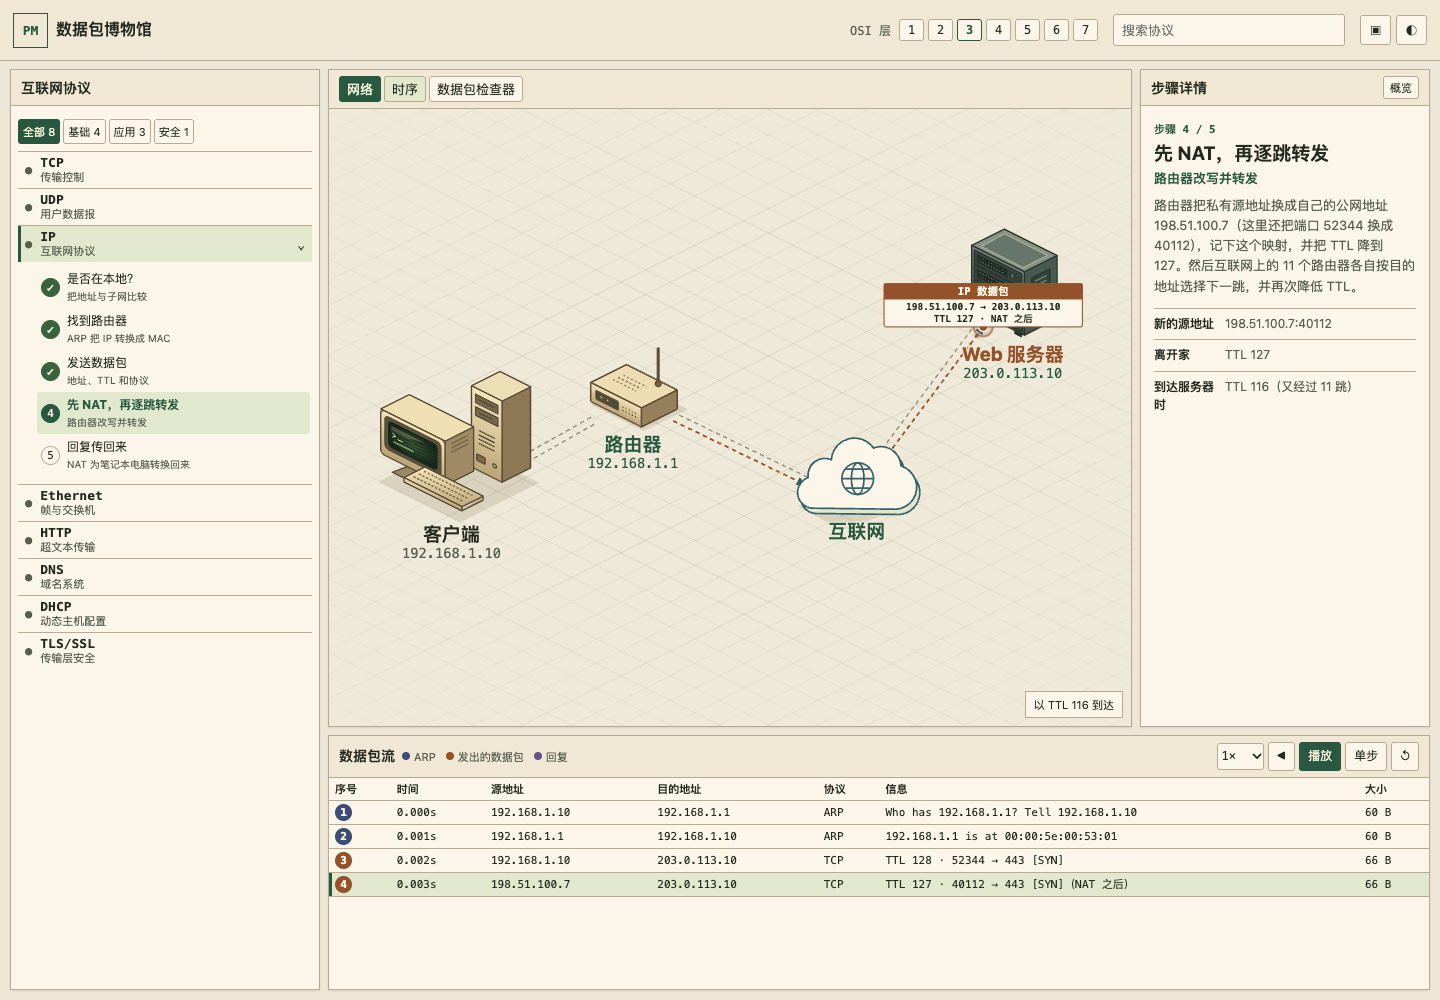 PM 数据包博物馆
OSI 层 1 2 3 4 5 6 7
搜索协议
互联网协议
全部 8 基础 4 应用 3 安全 1
TCP
传输控制
UDP
用户数据报
IP
互联网协议
✓ 是否在本地?
把地址与子网比较
✓ 找到路由器
ARP 把 IP 转换成 MAC
✓ 发送数据包
地址、TTL 和协议
4 先 NAT，再逐跳转发
路由器改写并转发
5 回复传回来
NAT 为笔记本电脑转换回来
Ethernet
帧与交换机
HTTP
超文本传输
DNS
域名系统
DHCP
动态主机配置
TLS/SSL
传输层安全
网络 时序 数据包检查器
IP 数据包
198.51.100.7 → 203.0.113.10
TTL 127 · NAT 之后
Web 服务器
203.0.113.10
路由器
192.168.1.1
互联网
客户端
192.168.1.10
以 TTL 116 到达
步骤详情 概览
步骤 4 / 5
先 NAT，再逐跳转发
路由器改写并转发
路由器把私有源地址换成自己的公网地址
198.51.100.7（这里还把端口 52344 换成
40112），记下这个映射，并把 TTL 降到
127。然后互联网上的 11 个路由器各自按目的
地址选择下一跳，并再次降低 TTL。
新的源地址 198.51.100.7:40112
离开家 TTL 127
到达服务器时 TTL 116（又经过 11 跳）
数据包流 ARP 发出的数据包 回复
1× 播放 单步
序号 时间 源地址 目的地址 协议 信息 大小
1 0.000s 192.168.1.10 192.168.1.1 ARP Who has 192.168.1.1? Tell 192.168.1.10 60 B
2 0.001s 192.168.1.1 192.168.1.10 ARP 192.168.1.1 is at 00:00:5e:00:53:01 60 B
3 0.002s 192.168.1.10 203.0.113.10 TCP TTL 128 · 52344 → 443 [SYN] 66 B
4 0.003s 198.51.100.7 203.0.113.10 TCP TTL 127 · 40112 → 443 [SYN]（NAT 之后） 66 B